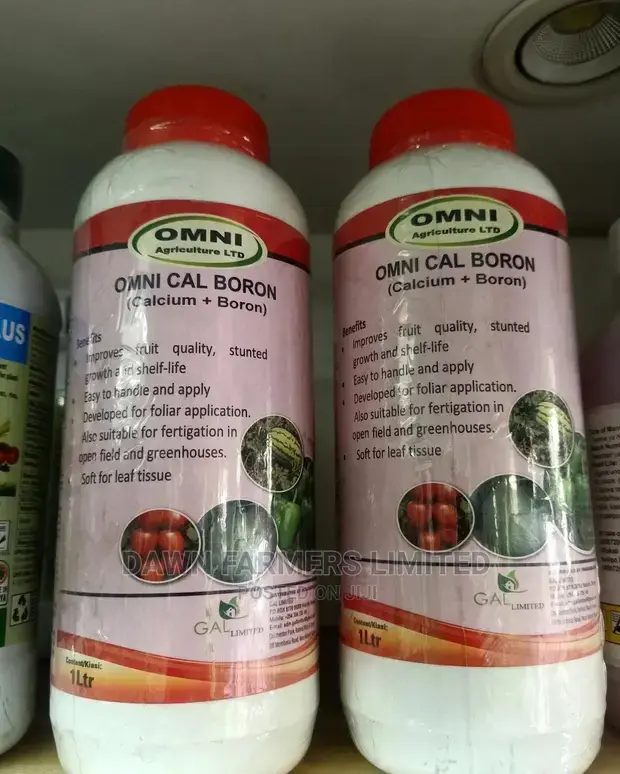 OMNI
Agriculture LTD
OMNI CAL BORON
(Calcium + Boron)
Benefits
Improves fruit quality, stunted
growth and shelf-life
Easy to handle and apply
Developed for foliar application.
Also suitable for fertigation in
open field and greenhouses.
Soft for leaf tissue
GAL LIMITED
Content/Kiasi:
1Ltr
OMNI
Agriculture LTD
OMNI CAL BORON
(Calcium + Boron)
Benefits
Improves fruit quality, stunted
growth and shelf-life
Easy to handle and apply
Developed for foliar application.
Also suitable for fertigation in
open field and greenhouses.
Soft for leaf tissue
GAL LIMITED
Content/Kiasi:
1Ltr
US
DAWN FARMERS LIMITED
POSTED ON JIJI